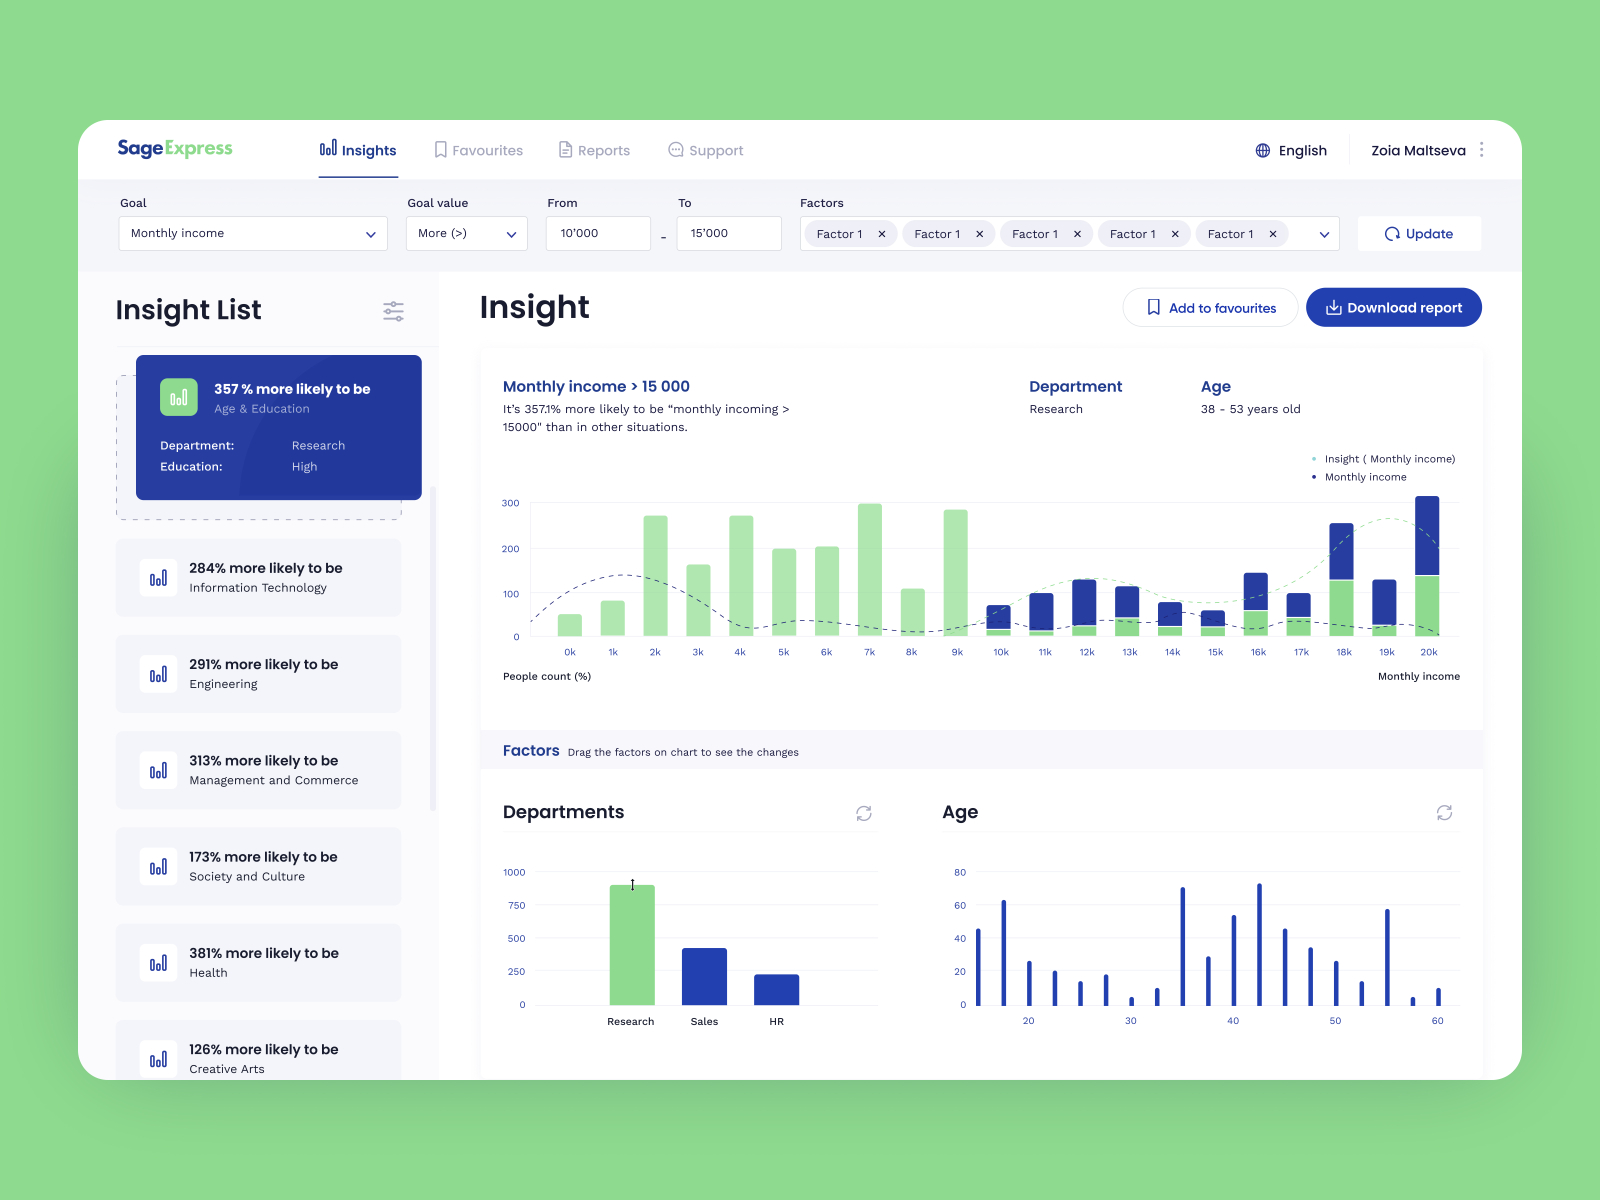 SageExpress
Insights
Favourites
Reports
Support
English
Zoia Maltseva
Goal
Goal value
From
To
Factors
Monthly income
More (>)
10'000
-
15'000
Factor 1 ✕
Factor 1 ✕
Factor 1 ✕
Factor 1 ✕
Factor 1 ✕
Update
Insight List
357 % more likely to be
Age & Education
Department: Research
Education: High
284% more likely to be
Information Technology
291% more likely to be
Engineering
313% more likely to be
Management and Commerce
173% more likely to be
Society and Culture
381% more likely to be
Health
126% more likely to be
Creative Arts
Insight
Add to favourites
Download report
Monthly income > 15 000
It's 357.1% more likely to be “monthly incoming >
15000" than in other situations.
Department
Research
Age
38 - 53 years old
Insight ( Monthly income)
Monthly income
300
200
100
0
0k 1k 2k 3k 4k 5k 6k 7k 8k 9k 10k 11k 12k 13k 14k 15k 16k 17k 18k 19k 20k
People count (%)
Monthly income
Factors Drag the factors on chart to see the changes
Departments
1000
750
500
250
0
Research Sales HR
Age
80
60
40
20
0
20 30 40 50 60